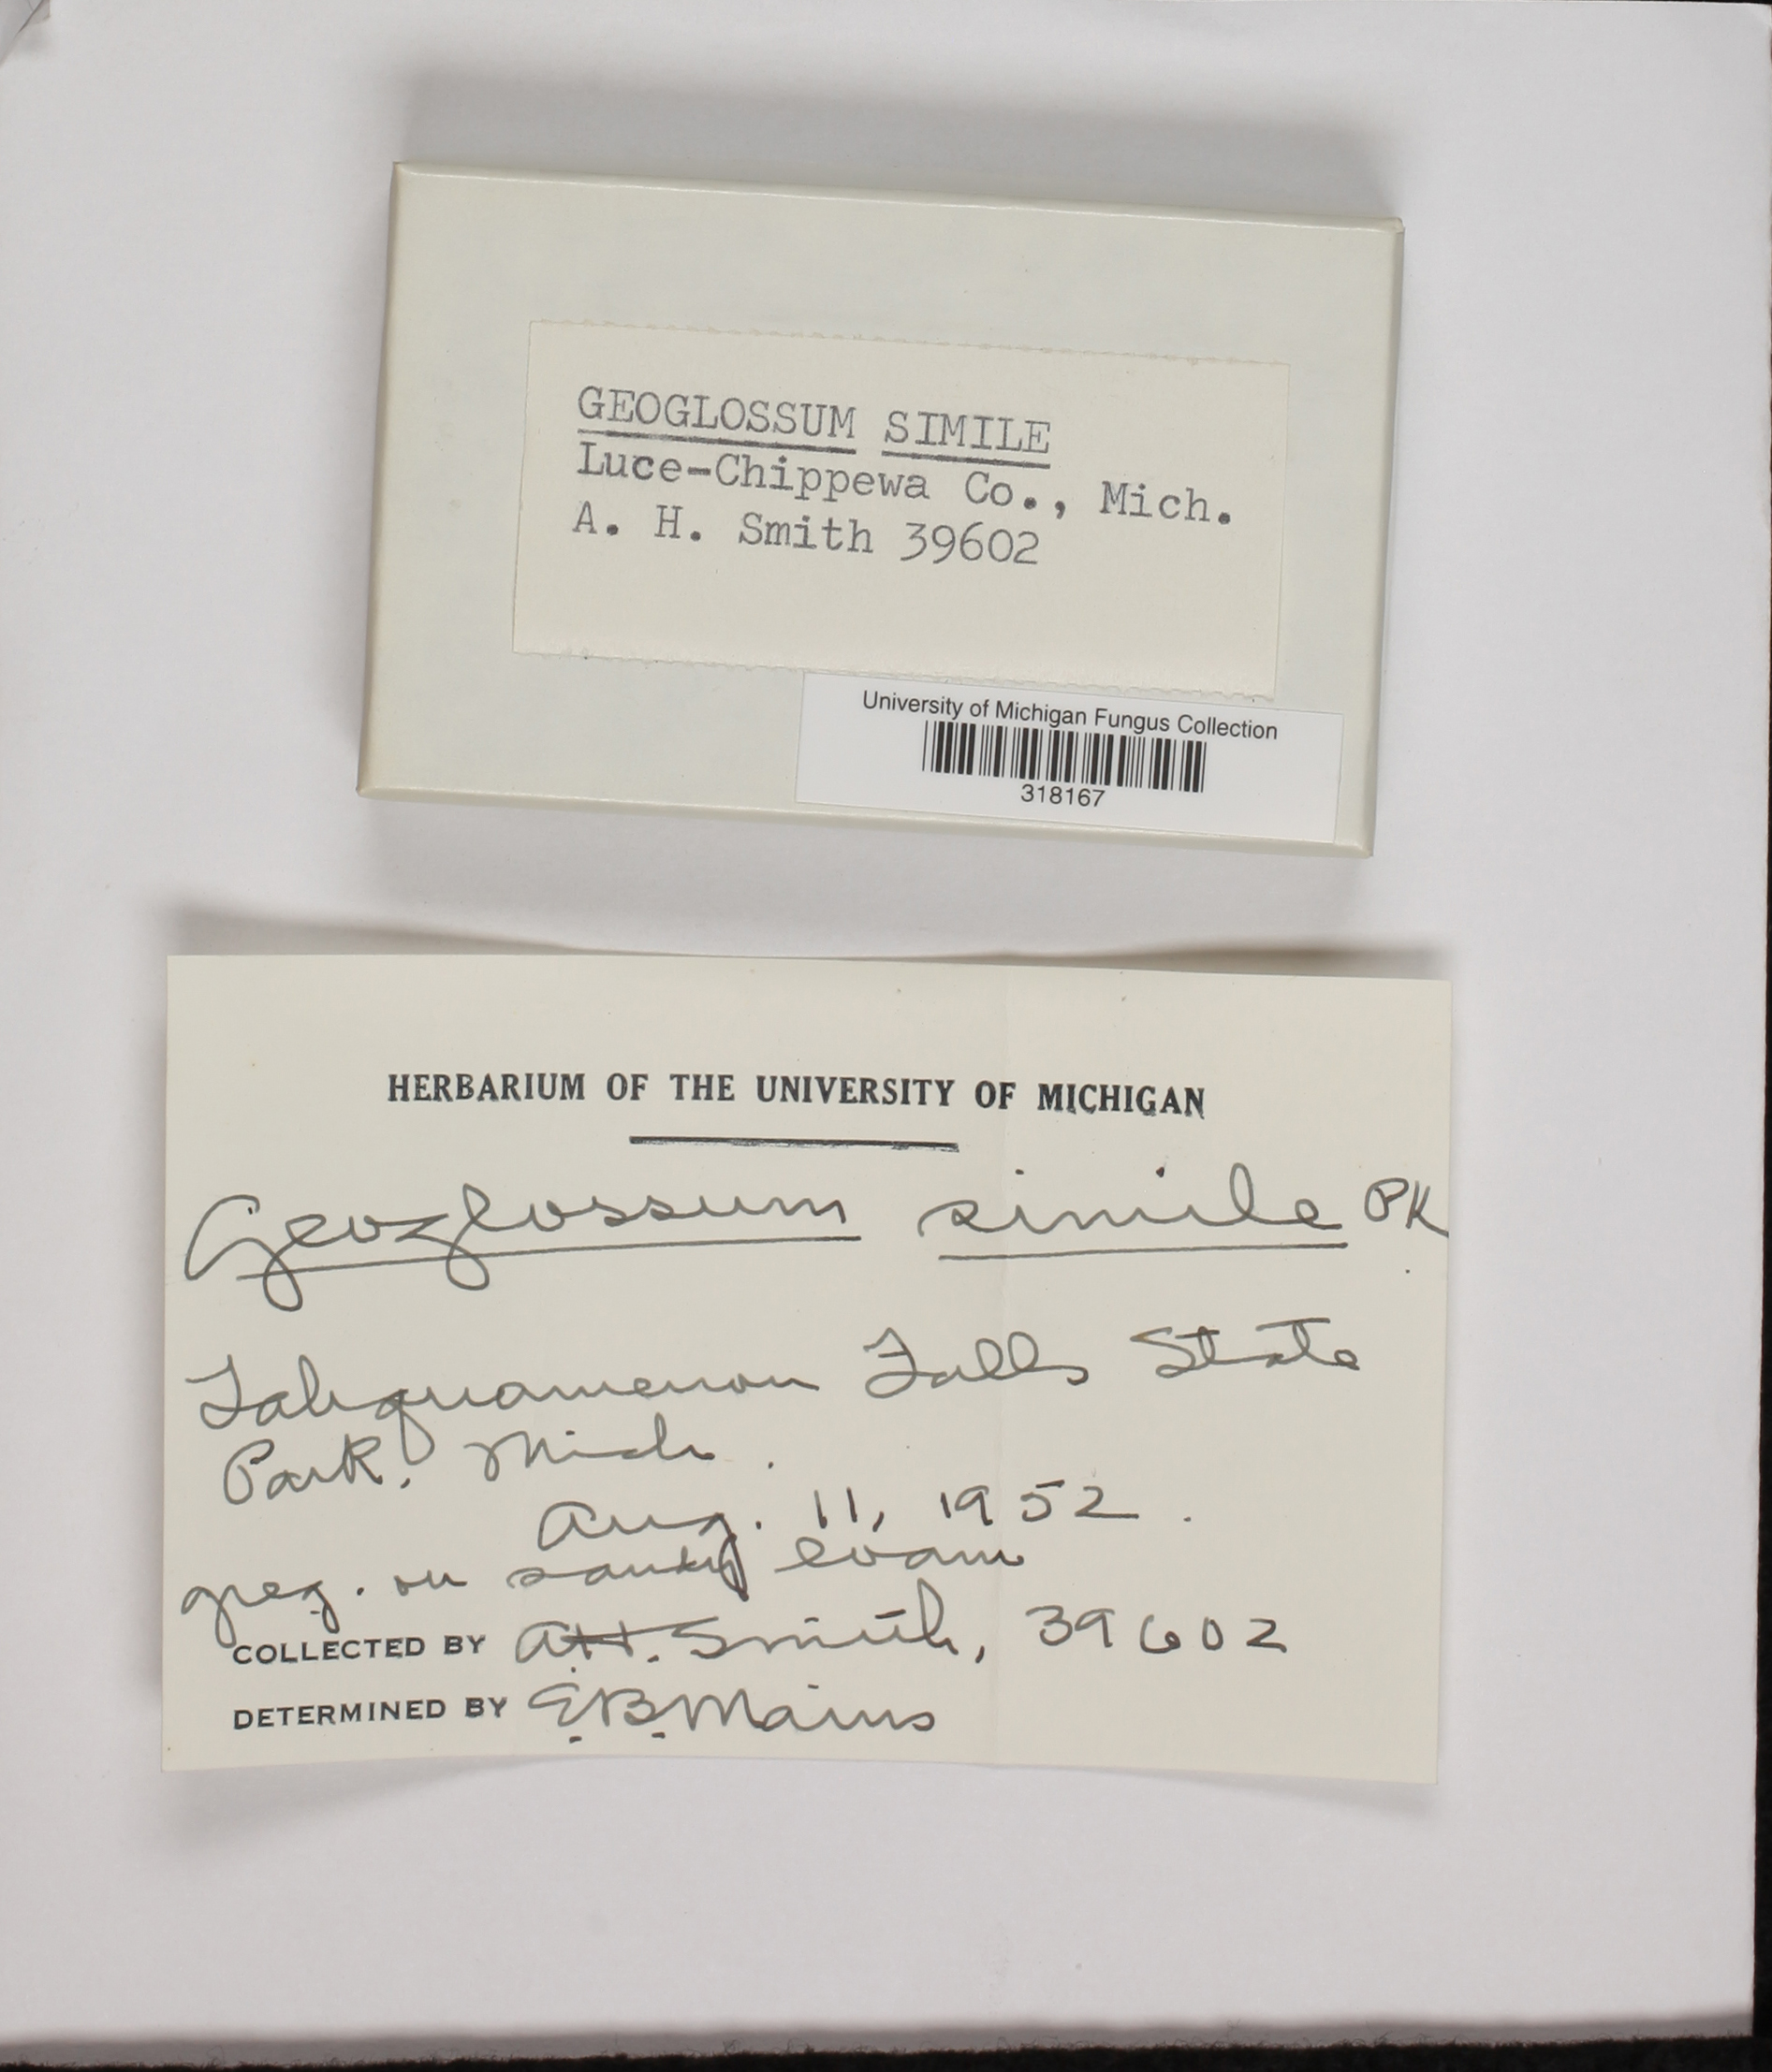 GEOGLOSSUM SIMILE
Luce-Chippewa Co., Mich.
A. H. Smith 39602
University of Michigan Fungus Collection
318167
HERBARIUM OF THE UNIVERSITY OF MICHIGAN
Geoglossum simile PK.
Tahquamenon Falls State
Park, Mich.
Aug. 11, 1952.
greg. on sandy loam
COLLECTED BY A.H. Smith, 39602
DETERMINED BY E.B. Mains